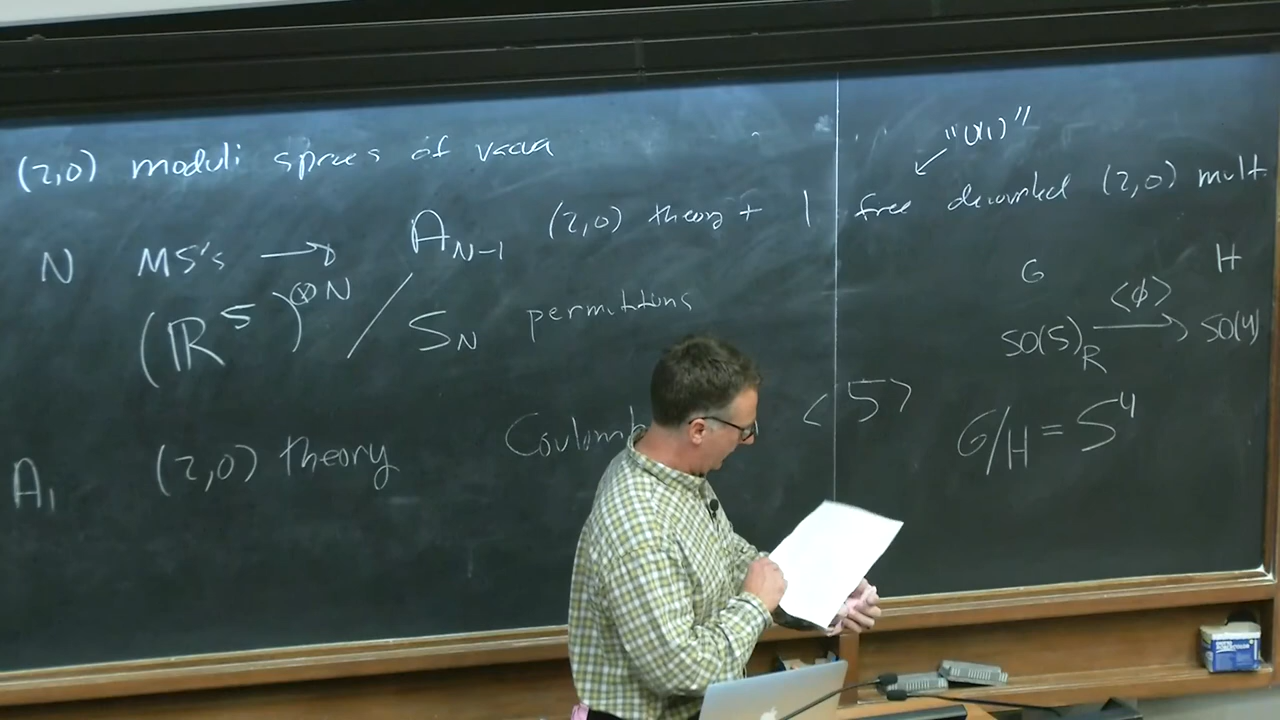 (2,0) moduli spaces of vacua
"U(1)"
N M5's → A_{N-1} (2,0) theory + 1 free decoupled (2,0) mult.
(ℝ^5)^{⊗N} / S_N permutations
G H
SO(5)_R →^{<φ>} SO(4)
A_1 (2,0) theory Coulomb <5>
G/H = S^4